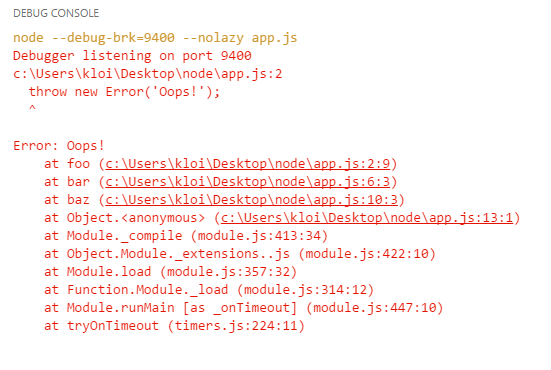 DEBUG CONSOLE
node --debug-brk=9400 --nolazy app.js
Debugger listening on port 9400
c:\Users\kloi\Desktop\node\app.js:2
  throw new Error('Oops!');
  ^

Error: Oops!
    at foo (c:\Users\kloi\Desktop\node\app.js:2:9)
    at bar (c:\Users\kloi\Desktop\node\app.js:6:3)
    at baz (c:\Users\kloi\Desktop\node\app.js:10:3)
    at Object.<anonymous> (c:\Users\kloi\Desktop\node\app.js:13:1)
    at Module._compile (module.js:413:34)
    at Object.Module._extensions..js (module.js:422:10)
    at Module.load (module.js:357:32)
    at Function.Module._load (module.js:314:12)
    at Module.runMain [as _onTimeout] (module.js:447:10)
    at tryOnTimeout (timers.js:224:11)